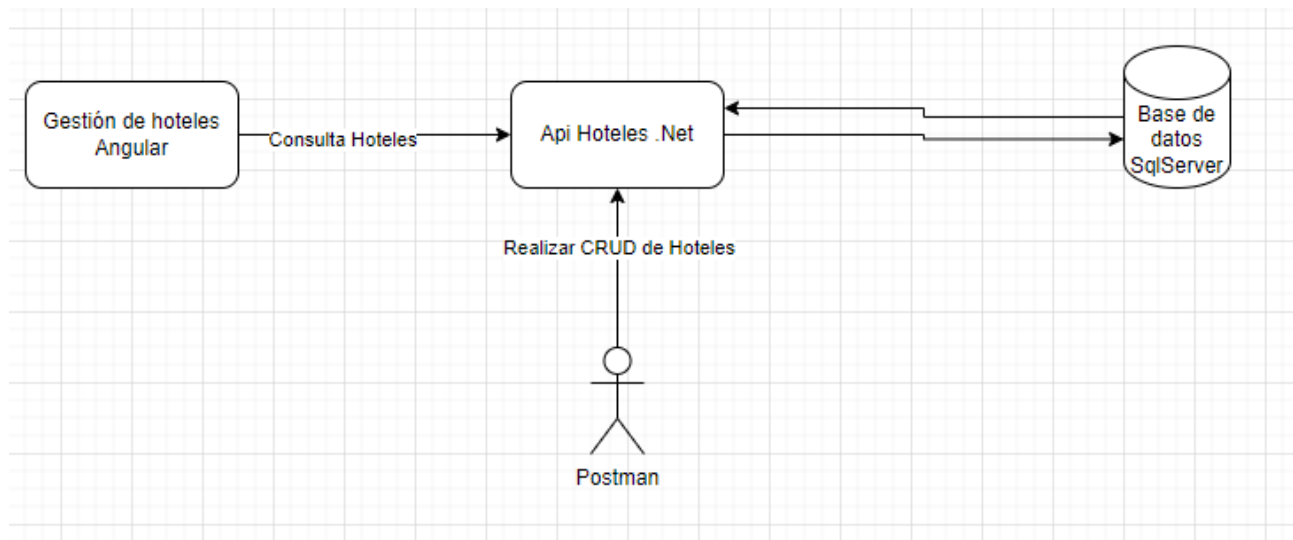 Gestión de hoteles
Angular
Consulta Hoteles
Api Hoteles .Net
Base de
datos
SqlServer
Realizar CRUD de Hoteles
Postman